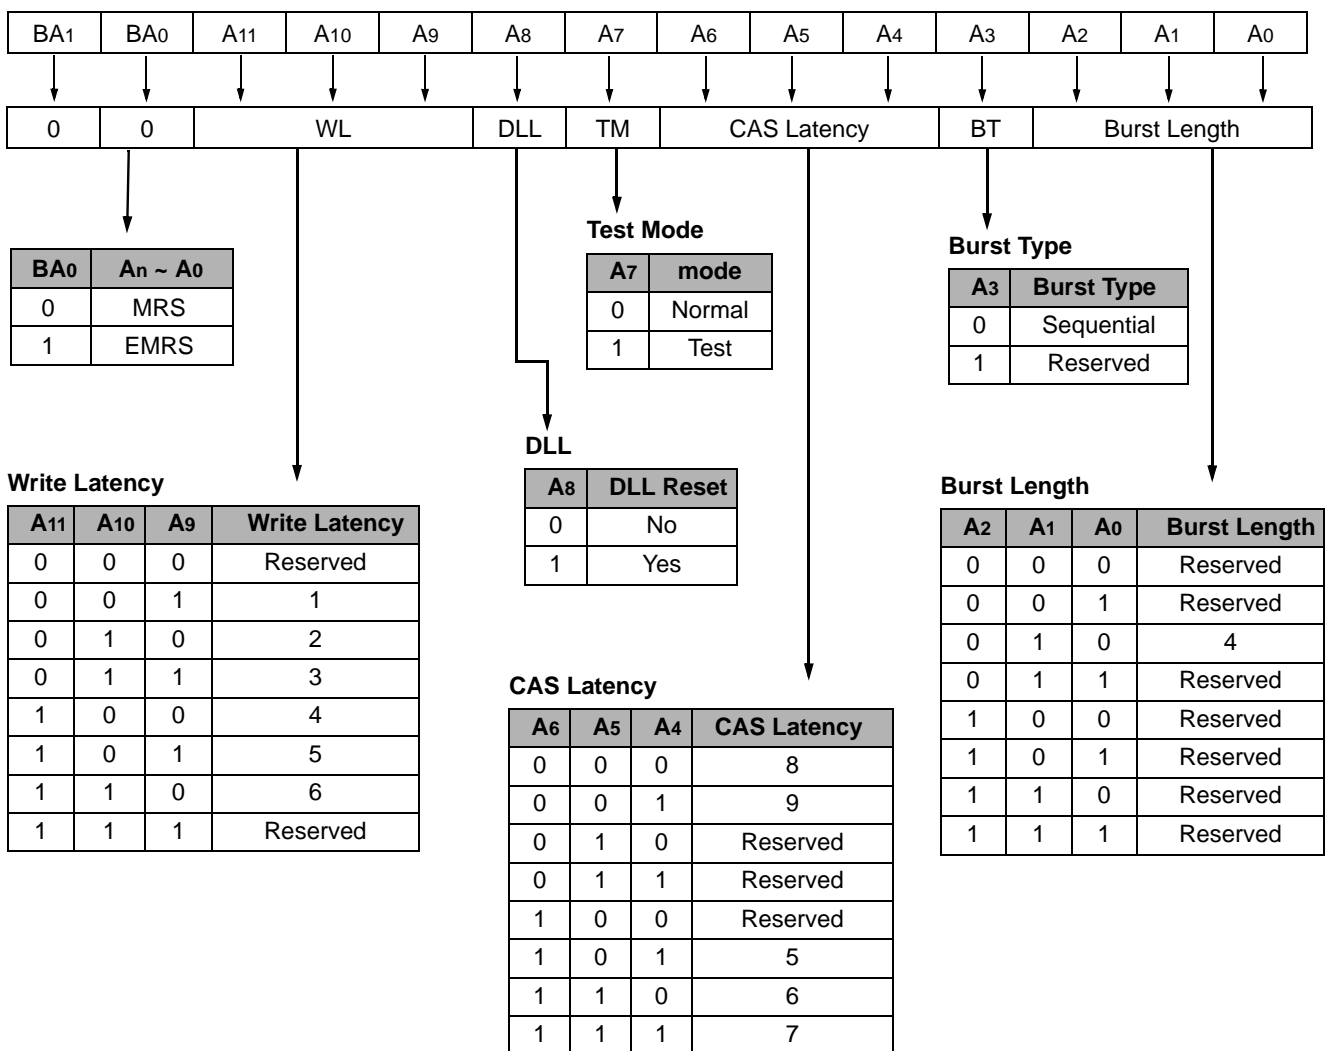 BA1 BA0 A11 A10 A9 A8 A7 A6 A5 A4 A3 A2 A1 A0
0 0 WL DLL TM CAS Latency BT Burst Length
BA0 An ~ A0
0 MRS
1 EMRS
Test Mode
A7 mode
0 Normal
1 Test
Burst Type
A3 Burst Type
0 Sequential
1 Reserved
DLL
A8 DLL Reset
0 No
1 Yes
Write Latency
A11 A10 A9 Write Latency
0 0 0 Reserved
0 0 1 1
0 1 0 2
0 1 1 3
1 0 0 4
1 0 1 5
1 1 0 6
1 1 1 Reserved
CAS Latency
A6 A5 A4 CAS Latency
0 0 0 8
0 0 1 9
0 1 0 Reserved
0 1 1 Reserved
1 0 0 Reserved
1 0 1 5
1 1 0 6
1 1 1 7
Burst Length
A2 A1 A0 Burst Length
0 0 0 Reserved
0 0 1 Reserved
0 1 0 4
0 1 1 Reserved
1 0 0 Reserved
1 0 1 Reserved
1 1 0 Reserved
1 1 1 Reserved